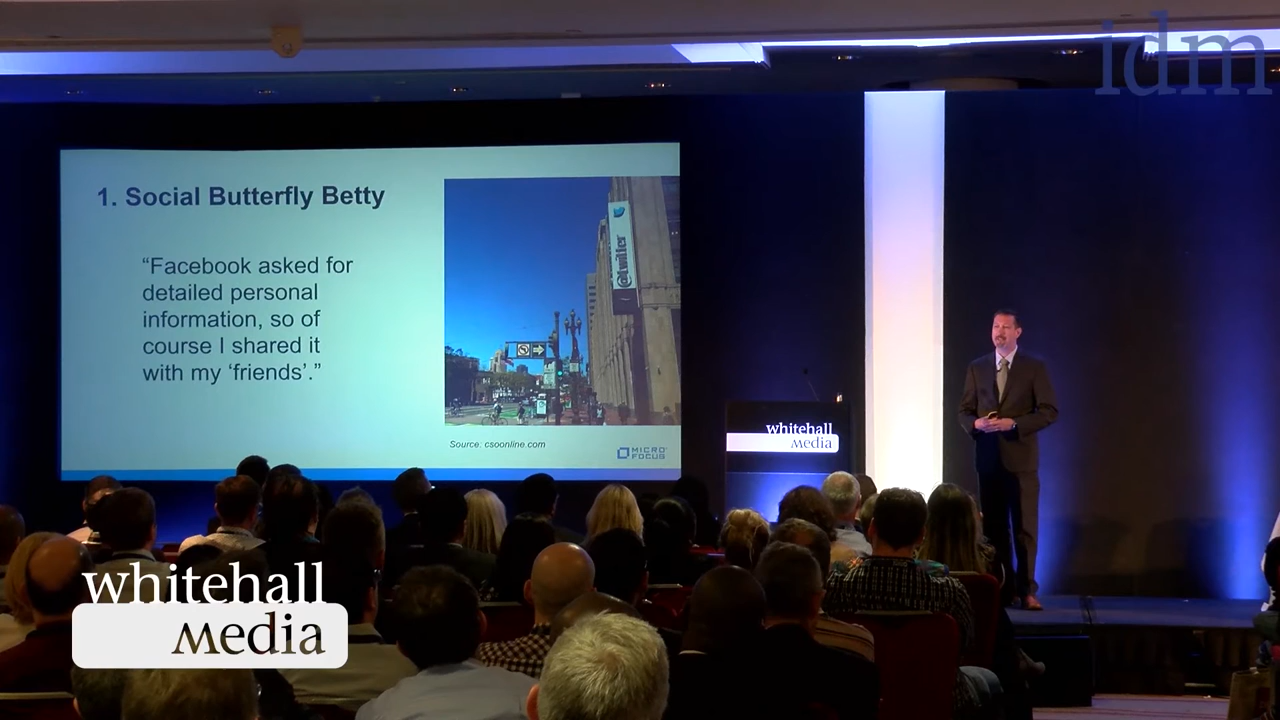 idm
1. Social Butterfly Betty
“Facebook asked for
detailed personal
information, so of
course I shared it
with my ‘friends’.”
@twitter
Source: csoonline.com
MICRO
FOCUS
whitehall
media
whitehall
media